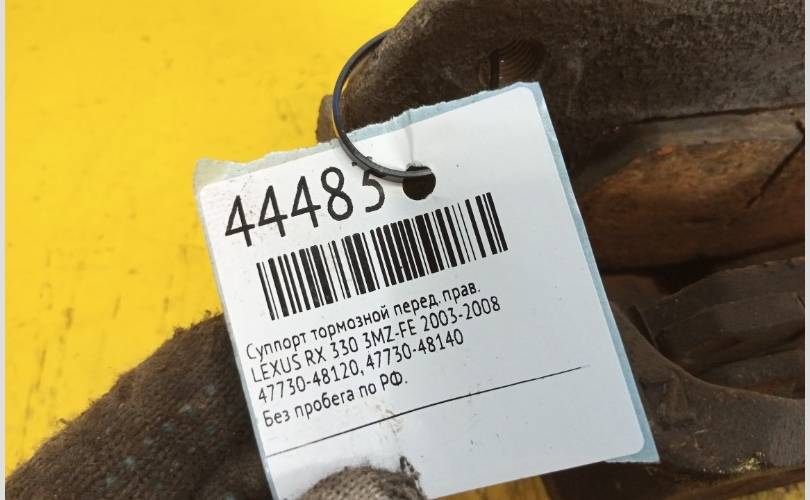 44485
Суппорт тормозной перед. прав.
LEXUS RX 330 3MZ-FE 2003-2008
47730-48120, 47730-48140
Без пробега по РФ.